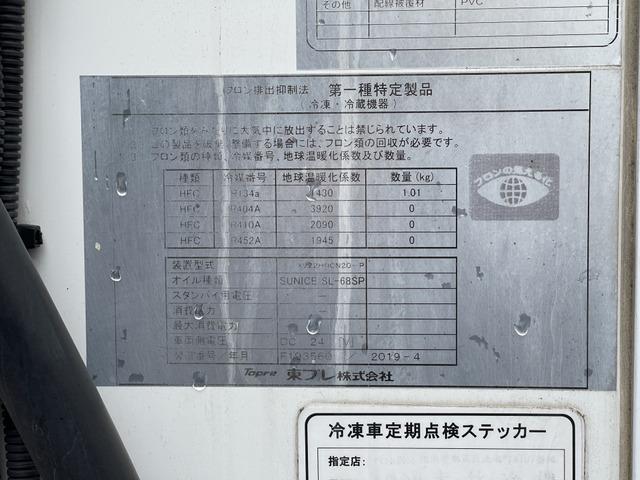 その他 配線被覆材 PVC
フロン排出抑制法 第一種特定製品
(冷凍・冷蔵機器)
フロン類をみだりに大気中に放出することは禁じられています。
この製品を廃棄・整備する場合には、フロン類の回収が必要です。
フロン類の種類、冷媒番号、地球温暖化係数及び数量。
種類 冷媒番号 地球温暖化係数 数量(kg)
HFC R134a 1430 1.01
HFC R404A 3920 0
HFC R410A 2090 0
HFC R452A 1945 0
フロンの見える化
装置型式
オイル種類 SUNICE SL-68SP
スタンバイ用電圧 -
消費電力 -
最大消費電力 -
車両側電圧 DC 24 [V]
製造番号/年月 2019-4
Topre 東プレ株式会社
冷凍車定期点検ステッカー
指定店: